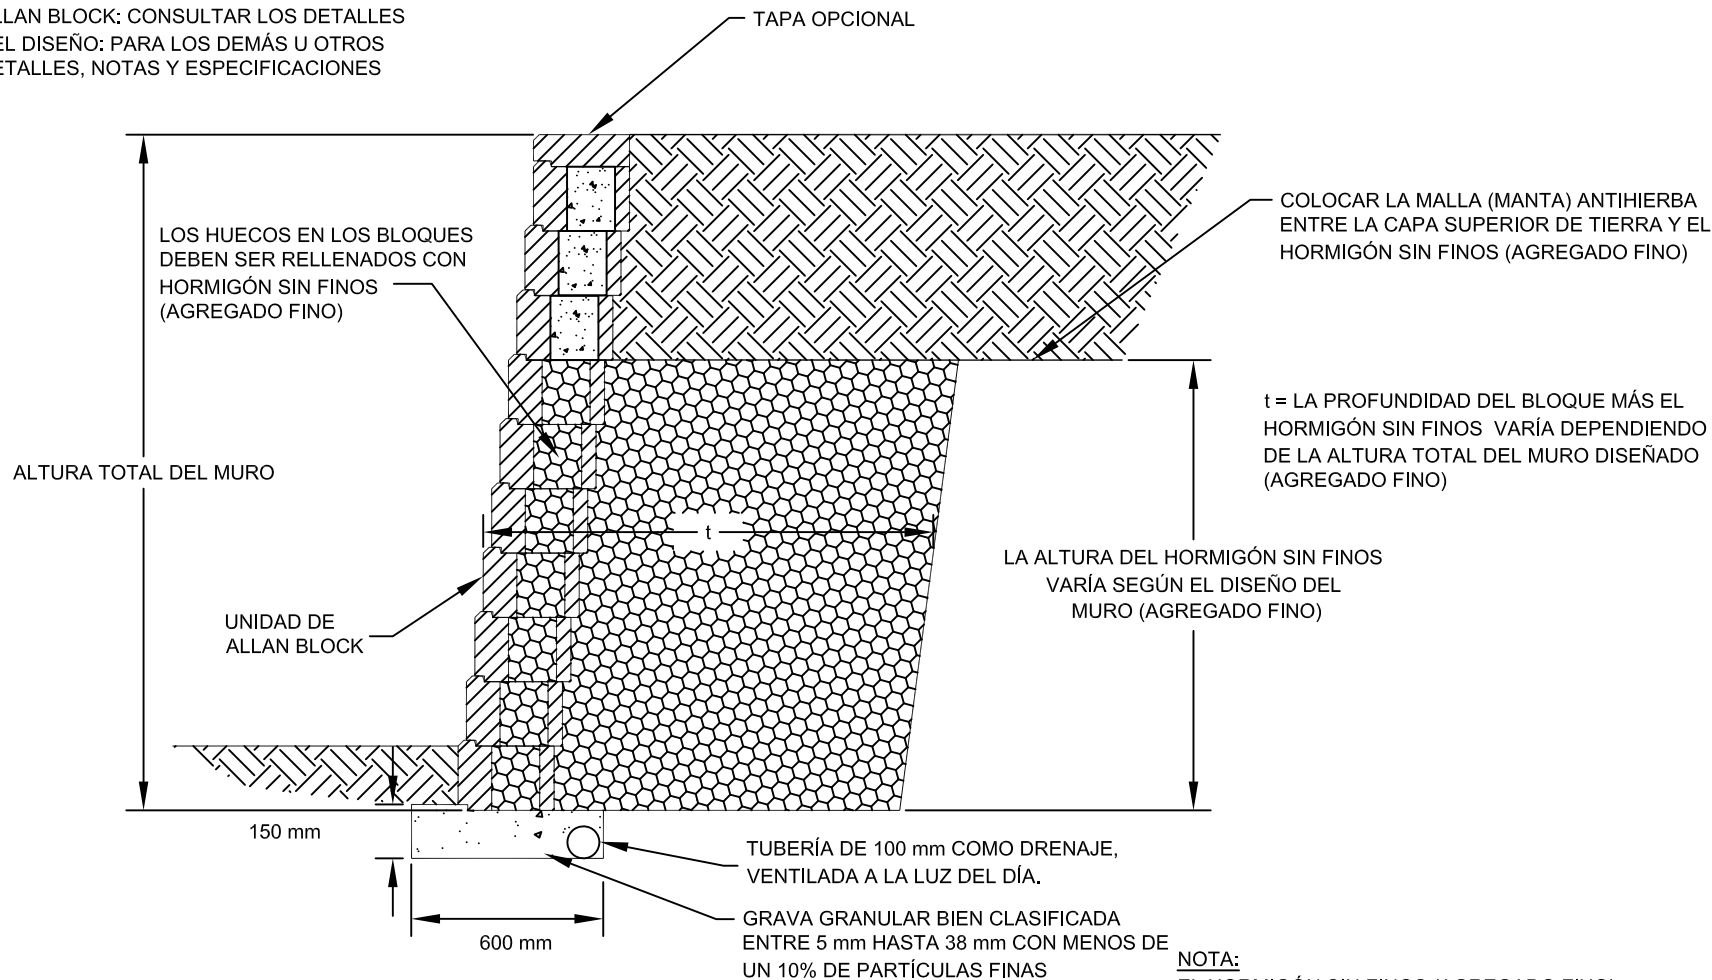 ALLAN BLOCK: CONSULTAR LOS DETALLES
DEL DISEÑO: PARA LOS DEMÁS U OTROS
DETALLES, NOTAS Y ESPECIFICACIONES
TAPA OPCIONAL
LOS HUECOS EN LOS BLOQUES
DEBEN SER RELLENADOS CON
HORMIGÓN SIN FINOS
(AGREGADO FINO)
COLOCAR LA MALLA (MANTA) ANTIHIERBA
ENTRE LA CAPA SUPERIOR DE TIERRA Y EL
HORMIGÓN SIN FINOS (AGREGADO FINO)
t = LA PROFUNDIDAD DEL BLOQUE MÁS EL
HORMIGÓN SIN FINOS VARÍA DEPENDIENDO
DE LA ALTURA TOTAL DEL MURO DISEÑADO
(AGREGADO FINO)
ALTURA TOTAL DEL MURO
t
LA ALTURA DEL HORMIGÓN SIN FINOS
VARÍA SEGÚN EL DISEÑO DEL
MURO (AGREGADO FINO)
UNIDAD DE
ALLAN BLOCK
150 mm
TUBERÍA DE 100 mm COMO DRENAJE,
VENTILADA A LA LUZ DEL DÍA.
600 mm
GRAVA GRANULAR BIEN CLASIFICADA
ENTRE 5 mm HASTA 38 mm CON MENOS DE
UN 10% DE PARTÍCULAS FINAS
NOTA: